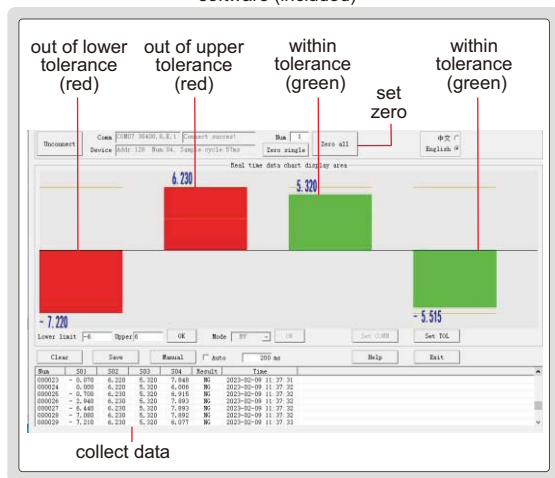 software (included)
out of lower tolerance (red)
out of upper tolerance (red)
within tolerance (green)
within tolerance (green)
set zero
Unconnect
Comm COM07 38400,8,E,1 Connect succes!
Device Addr 128 Num 04. Sample cycle 57ms
Num 1
Zero single
Zero all
中文
English
Real time data chart display area
- 7.220
6.230
5.320
- 5.515
Lower limit -6 Upper 6 OK Mode BY OK Set COMM Set TOL
Clear Save Manual Auto 200 ms Help Exit
Num S01 S02 S03 S04 Result Time
000023 - 0.070 6.220 5.320 7.848 NG 2023-02-09 11 37 31
000024 0.000 6.220 5.320 6.006 NG 2023-02-09 11 37 32
000025 - 0.700 6.230 5.320 6.915 NG 2023-02-09 11 37 32
000026 - 2.940 6.230 5.320 7.893 NG 2023-02-09 11 37 32
000027 - 6.440 6.230 5.320 7.893 NG 2023-02-09 11 37 32
000028 - 7.080 6.230 5.320 7.892 NG 2023-02-09 11 37 32
000029 - 7.210 6.230 5.320 6.077 NG 2023-02-09 11 37 33
collect data